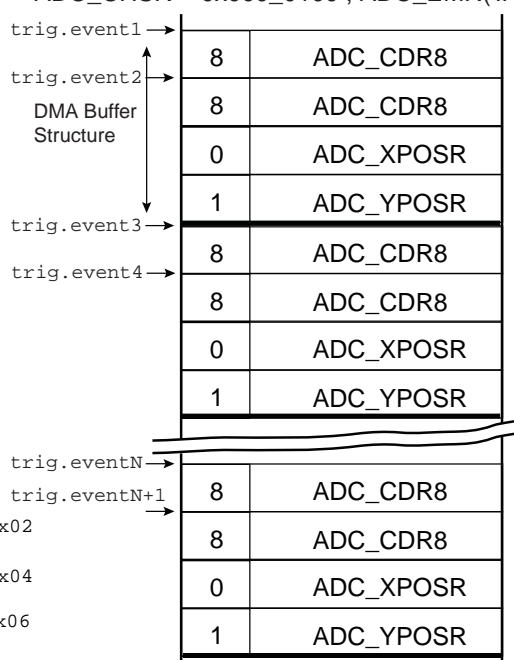 trig.event1
8 ADC_CDR8
trig.event2
8 ADC_CDR8
DMA Buffer
Structure
0 ADC_XPOSR
1 ADC_YPOSR
trig.event3
8 ADC_CDR8
trig.event4
8 ADC_CDR8
0 ADC_XPOSR
1 ADC_YPOSR
trig.eventN
8 ADC_CDR8
trig.eventN+1
x02
8 ADC_CDR8
x04
0 ADC_XPOSR
x06
1 ADC_YPOSR